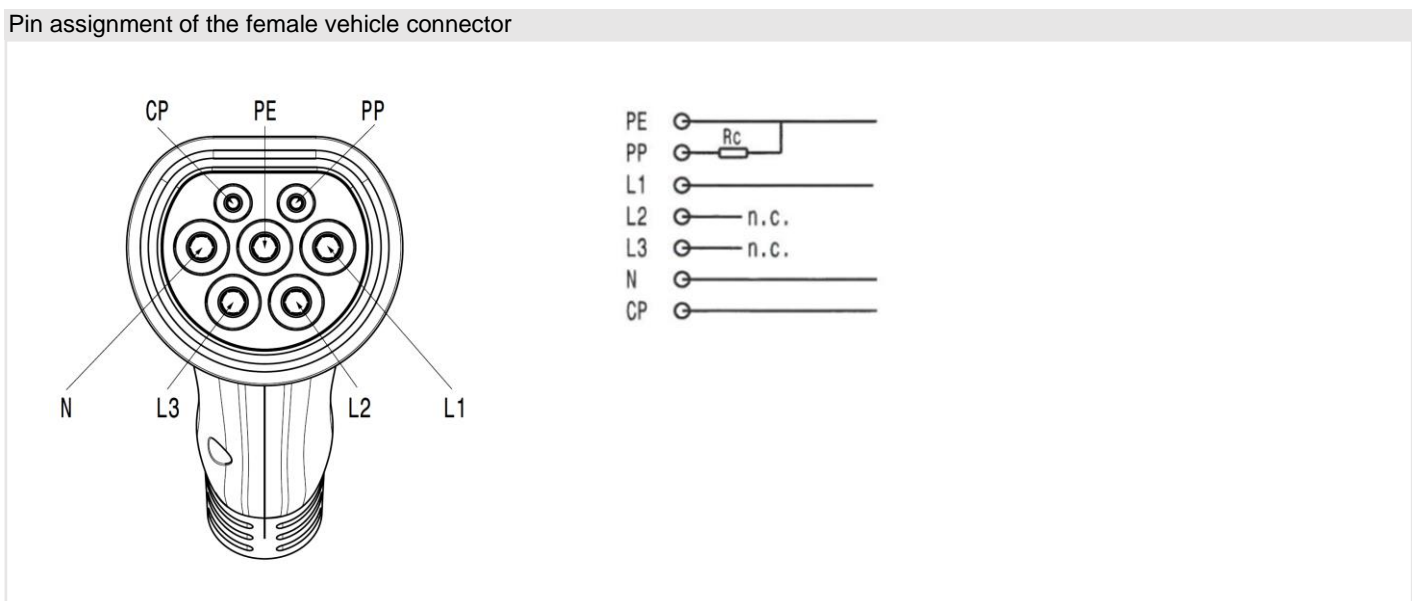 Pin assignment of the female vehicle connector
CP PE PP
N L3 L2 L1
PE
Rc
PP
L1
L2 n.c.
L3 n.c.
N
CP